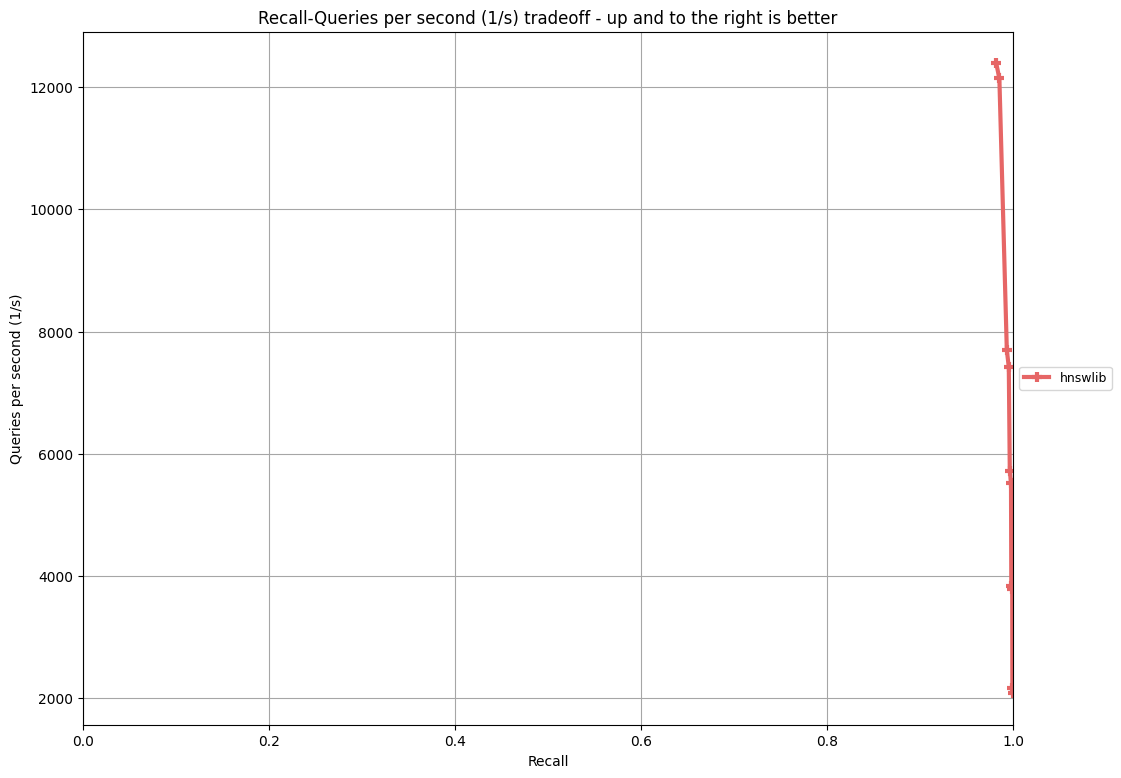 Recall-Queries per second (1/s) tradeoff - up and to the right is better
12000
10000
8000
6000
4000
2000
Queries per second (1/s)
hnswlib
0.0 0.2 0.4 0.6 0.8 1.0
Recall